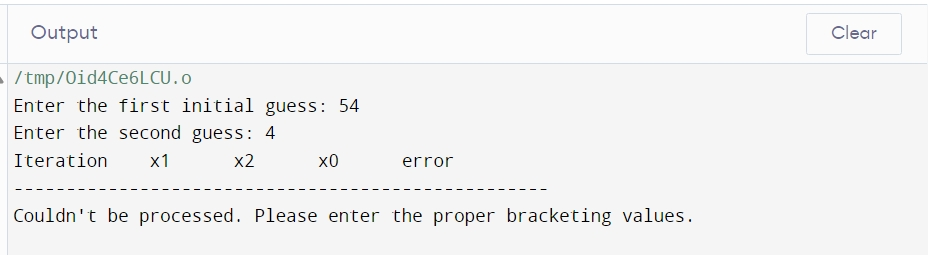 Output
Clear
/tmp/Oid4Ce6LCU.o
Enter the first initial guess: 54
Enter the second guess: 4
Iteration    x1      x2      x0      error
---------------------------------------------------
Couldn't be processed. Please enter the proper bracketing values.